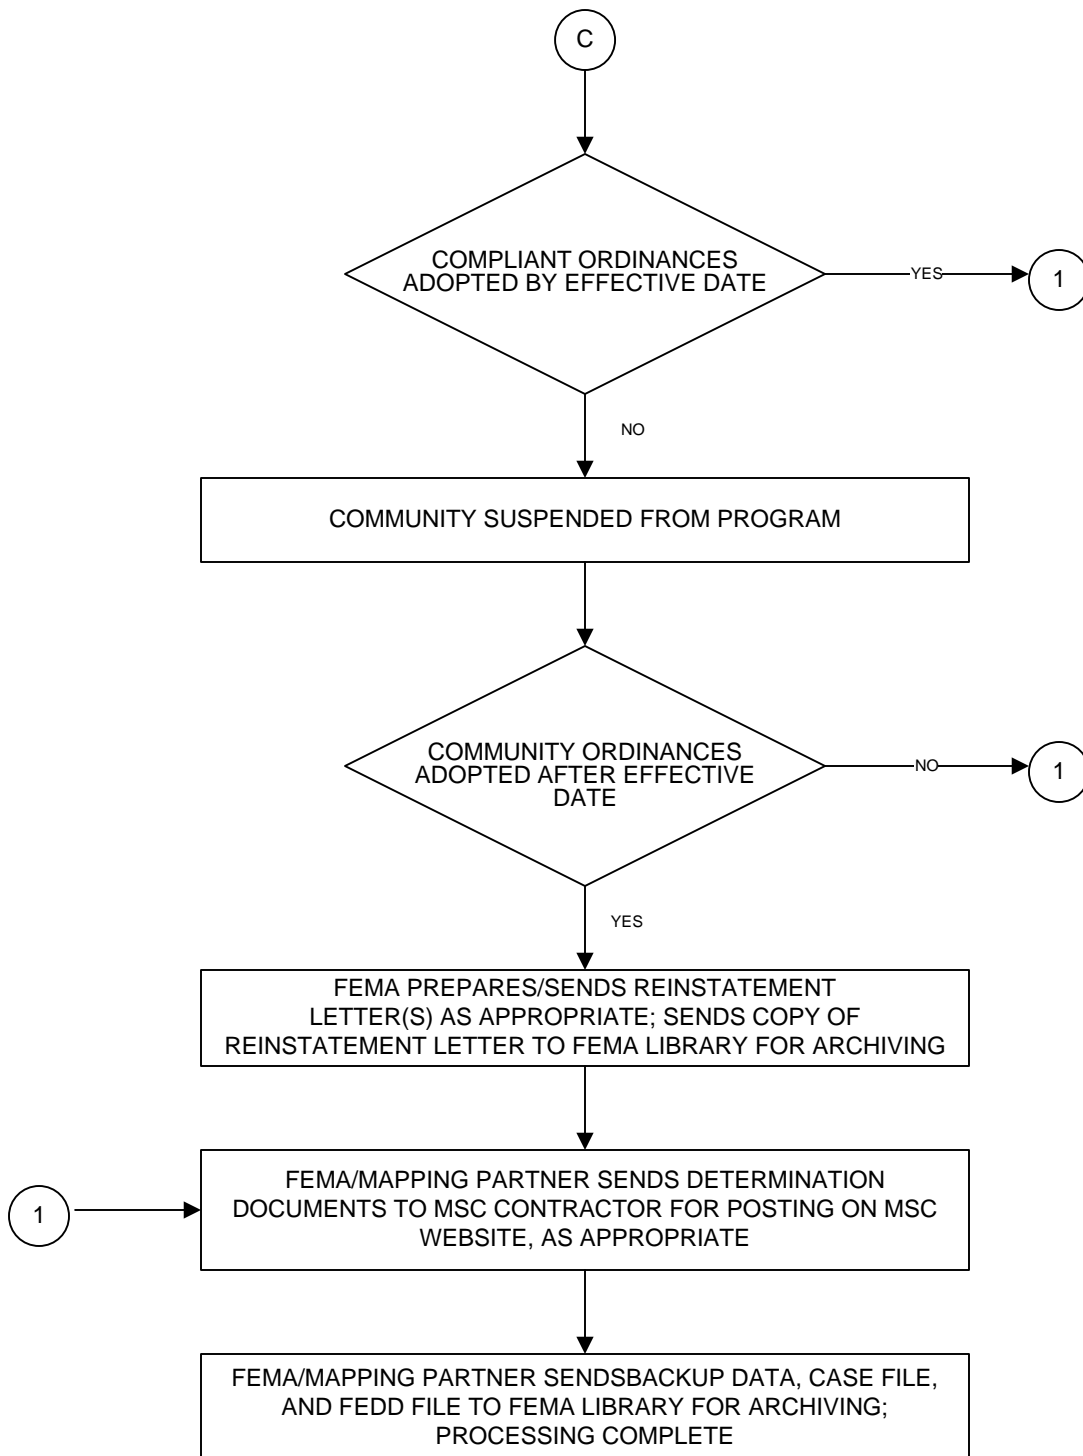 C
COMPLIANT ORDINANCES
ADOPTED BY EFFECTIVE DATE
YES
1
NO
COMMUNITY SUSPENDED FROM PROGRAM
COMMUNITY ORDINANCES
ADOPTED AFTER EFFECTIVE
DATE
NO
1
YES
FEMA PREPARES/SENDS REINSTATEMENT
LETTER(S) AS APPROPRIATE; SENDS COPY OF
REINSTATEMENT LETTER TO FEMA LIBRARY FOR ARCHIVING
1
FEMA/MAPPING PARTNER SENDS DETERMINATION
DOCUMENTS TO MSC CONTRACTOR FOR POSTING ON MSC
WEBSITE, AS APPROPRIATE
FEMA/MAPPING PARTNER SENDSBACKUP DATA, CASE FILE,
AND FEDD FILE TO FEMA LIBRARY FOR ARCHIVING;
PROCESSING COMPLETE